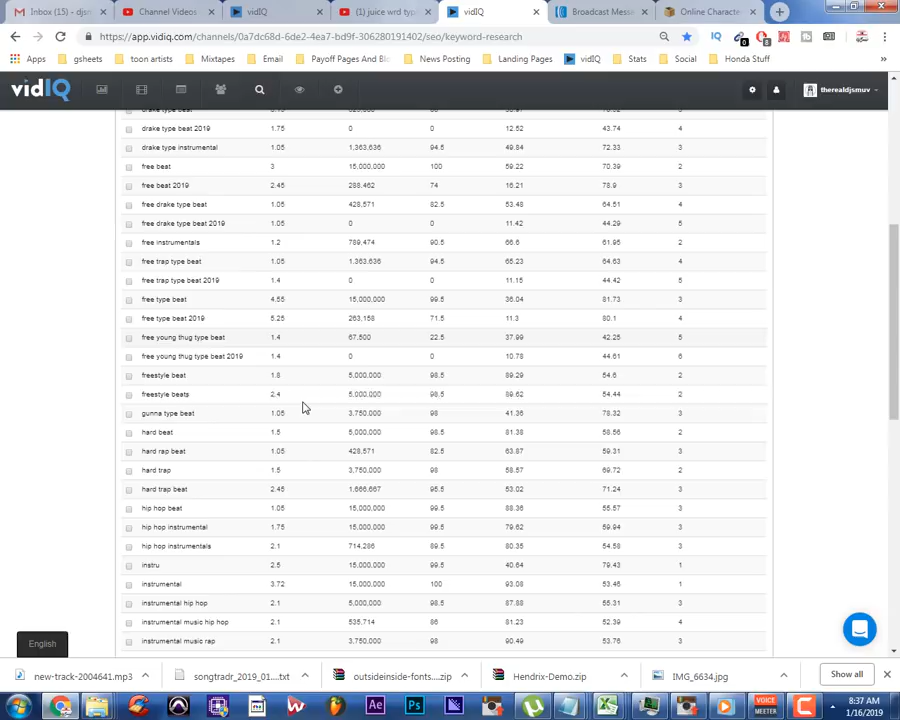 Inbox (15) - djsm
Channel Videos
vidIQ
(1) juice wrd type
vidIQ
Broadcast Mess
Online Character
https://app.vidiq.com/channels/0a7dc68d-6de2-4ea7-bd9f-306280191402/seo/keyword-research
Apps gsheets toon artists Email Payoff Pages And Bl News Posting Landing Pages vidIQ Stats Social Honda Stuff
vidIQ therealdjsmuv
drake type beat
drake type beat 2019 1.75 0 0 12.52 43.74 4
drake type instrumental 1.05 1,363,636 94.5 49.84 72.33 3
free beat 3 15,000,000 100 59.22 70.39 2
free beat 2019 2.45 288,462 74 16.21 78.9 3
free drake type beat 1.05 428,571 82.5 53.48 64.51 4
free drake type beat 2019 1.05 0 0 11.42 44.29 5
free instrumentals 1.2 789,474 90.5 66.6 61.95 2
free trap type beat 1.05 1,363,636 94.5 65.23 64.63 4
free trap type beat 2019 1.4 0 0 11.15 44.42 5
free type beat 4.55 15,000,000 99.5 36.04 81.73 3
free type beat 2019 5.25 263,158 71.5 11.3 80.1 4
free young thug type beat 1.4 67,500 22.5 37.99 42.25 5
free young thug type beat 2019 1.4 0 0 10.78 44.61 6
freestyle beat 1.8 5,000,000 98.5 89.29 54.6 2
freestyle beats 2.4 5,000,000 98.5 89.62 54.44 2
gunna type beat 1.05 3,750,000 98 41.36 78.32 3
hard beat 1.5 5,000,000 98.5 81.38 58.56 2
hard rap beat 1.05 428,571 82.5 63.87 59.31 3
hard trap 1.5 3,750,000 98 58.57 69.72 2
hard trap beat 2.45 1,666,667 95.5 53.02 71.24 3
hip hop beat 1.05 15,000,000 99.5 88.36 55.57 3
hip hop instrumental 1.75 15,000,000 99.5 79.62 59.94 3
hip hop instrumentals 2.1 714,286 89.5 80.35 54.58 3
instru 2.5 15,000,000 99.5 40.64 79.43 1
instrumental 3.72 15,000,000 100 93.08 53.46 1
instrumental hip hop 2.1 5,000,000 98.5 87.88 55.31 3
instrumental music hip hop 2.1 535,714 86 81.23 52.39 4
instrumental music rap 2.1 3,750,000 98 90.49 53.76 3
English
new-track-2004641.mp3 songtradr_2019_01....txt outsideinside-fonts....zip Hendrix-Demo.zip IMG_6634.jpg Show all
8:37 AM
1/16/2019